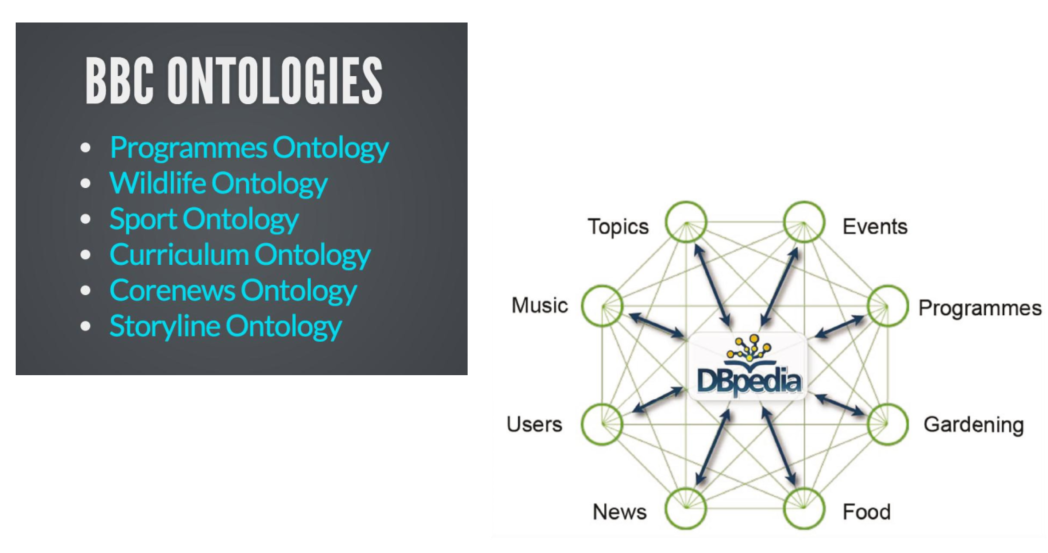 BBC ONTOLOGIES
Programmes Ontology
Wildlife Ontology
Sport Ontology
Curriculum Ontology
Corenews Ontology
Storyline Ontology
Topics
Events
Music
Programmes
DBpedia
Users
Gardening
News
Food